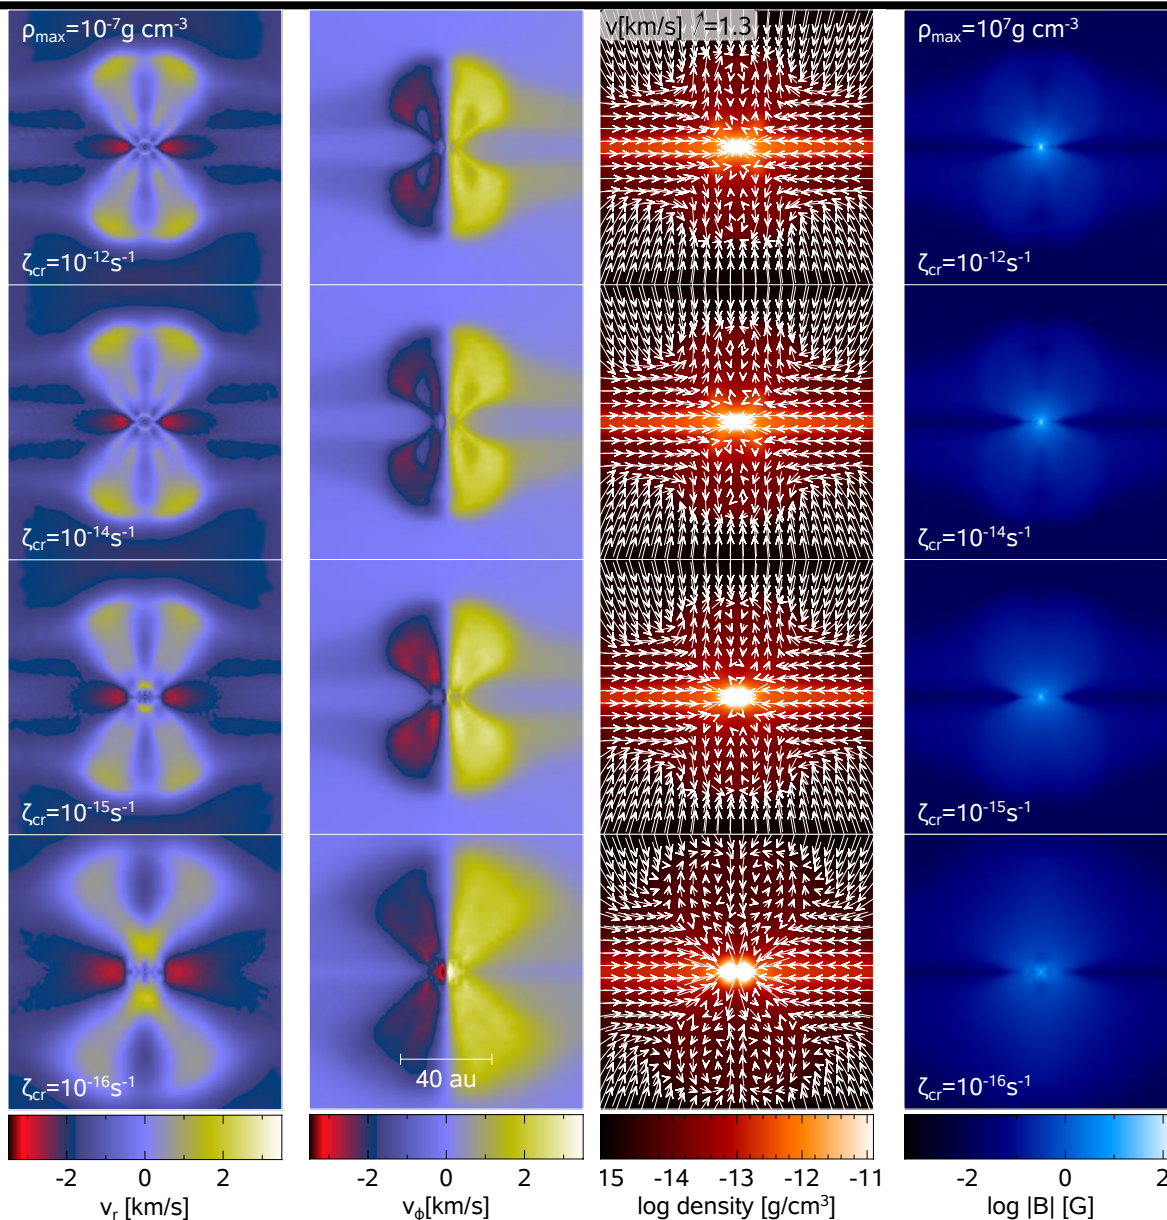 ρmax=10⁻⁷g cm⁻³
v[km/s] ↗=1.3
ρmax=10⁷g cm⁻³
ζcr=10⁻¹²s⁻¹
ζcr=10⁻¹²s⁻¹
ζcr=10⁻¹⁴s⁻¹
ζcr=10⁻¹⁴s⁻¹
ζcr=10⁻¹⁵s⁻¹
ζcr=10⁻¹⁵s⁻¹
40 au
ζcr=10⁻¹⁶s⁻¹
ζcr=10⁻¹⁶s⁻¹
-2 0 2
-2 0 2
-15 -14 -13 -12 -11
-2 0 2
vr [km/s]
vϕ[km/s]
log density [g/cm³]
log |B| [G]